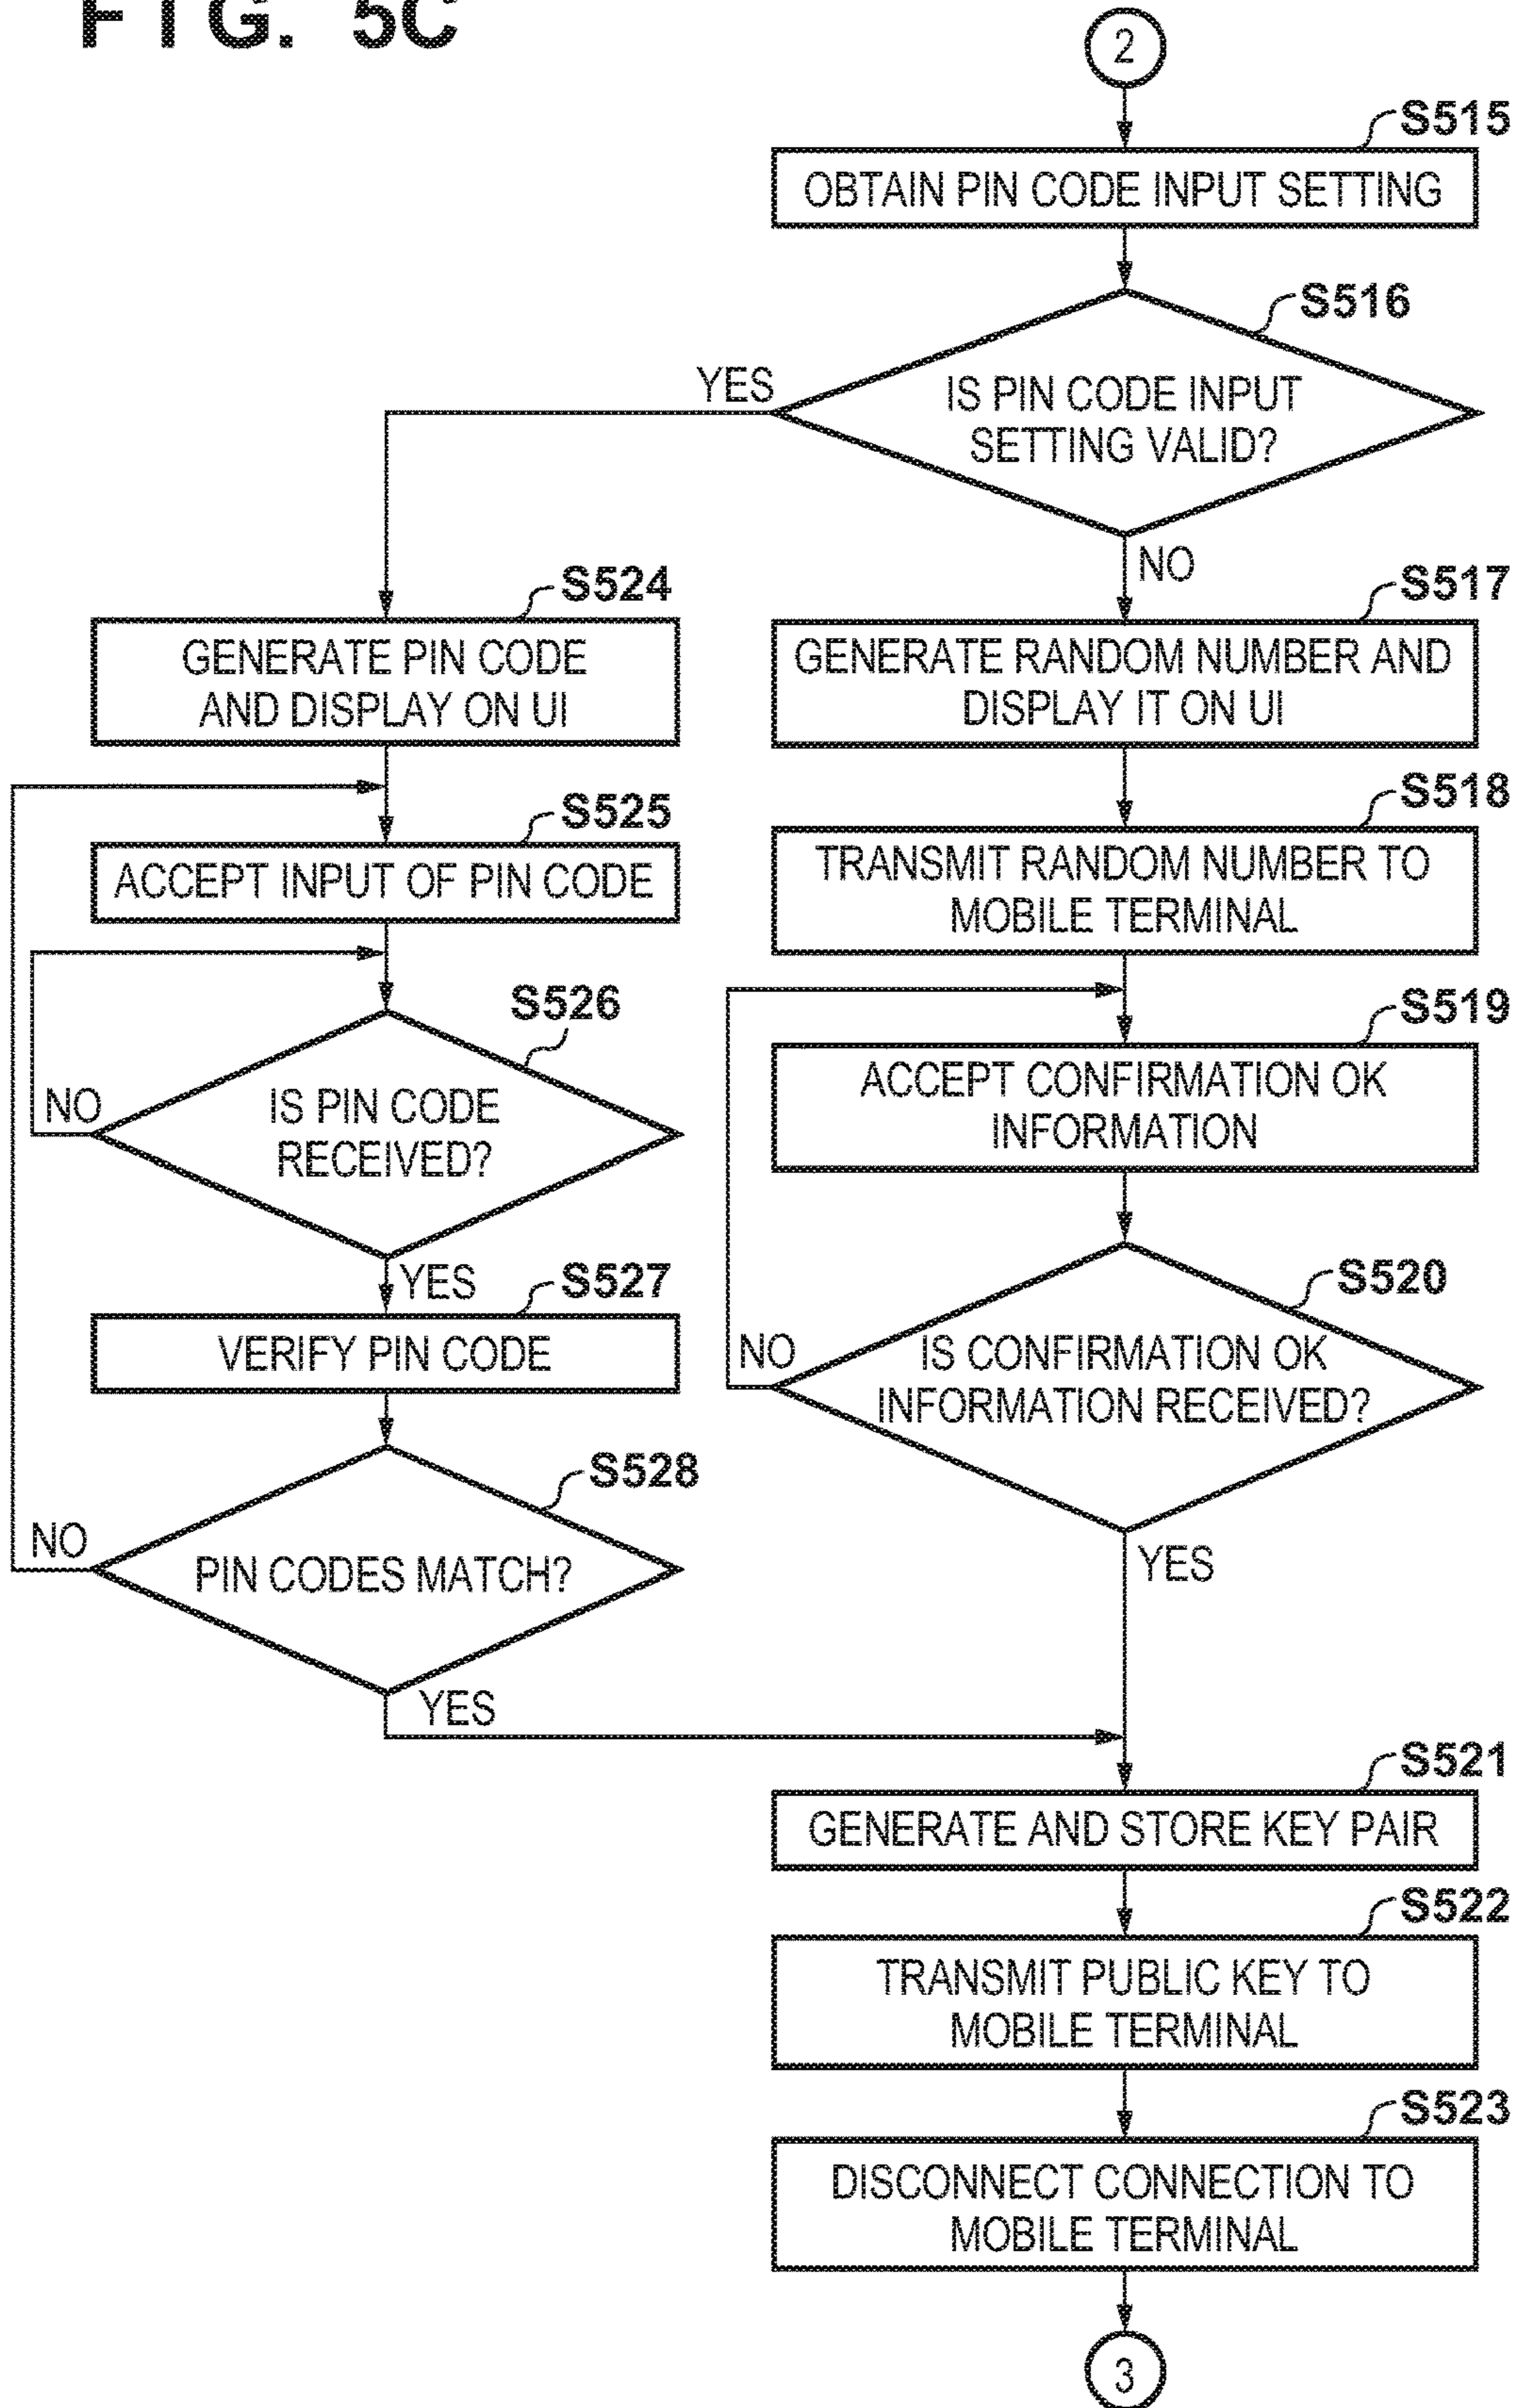 FIG. 5C
2
S515
OBTAIN PIN CODE INPUT SETTING
S516
YES
IS PIN CODE INPUT
SETTING VALID?
NO
S524
GENERATE PIN CODE
AND DISPLAY ON UI
S517
GENERATE RANDOM NUMBER AND
DISPLAY IT ON UI
S525
ACCEPT INPUT OF PIN CODE
S518
TRANSMIT RANDOM NUMBER TO
MOBILE TERMINAL
S526
NO
IS PIN CODE
RECEIVED?
YES
S519
ACCEPT CONFIRMATION OK
INFORMATION
S527
VERIFY PIN CODE
S520
NO
IS CONFIRMATION OK
INFORMATION RECEIVED?
YES
S528
NO
PIN CODES MATCH?
YES
S521
GENERATE AND STORE KEY PAIR
S522
TRANSMIT PUBLIC KEY TO
MOBILE TERMINAL
S523
DISCONNECT CONNECTION TO
MOBILE TERMINAL
3